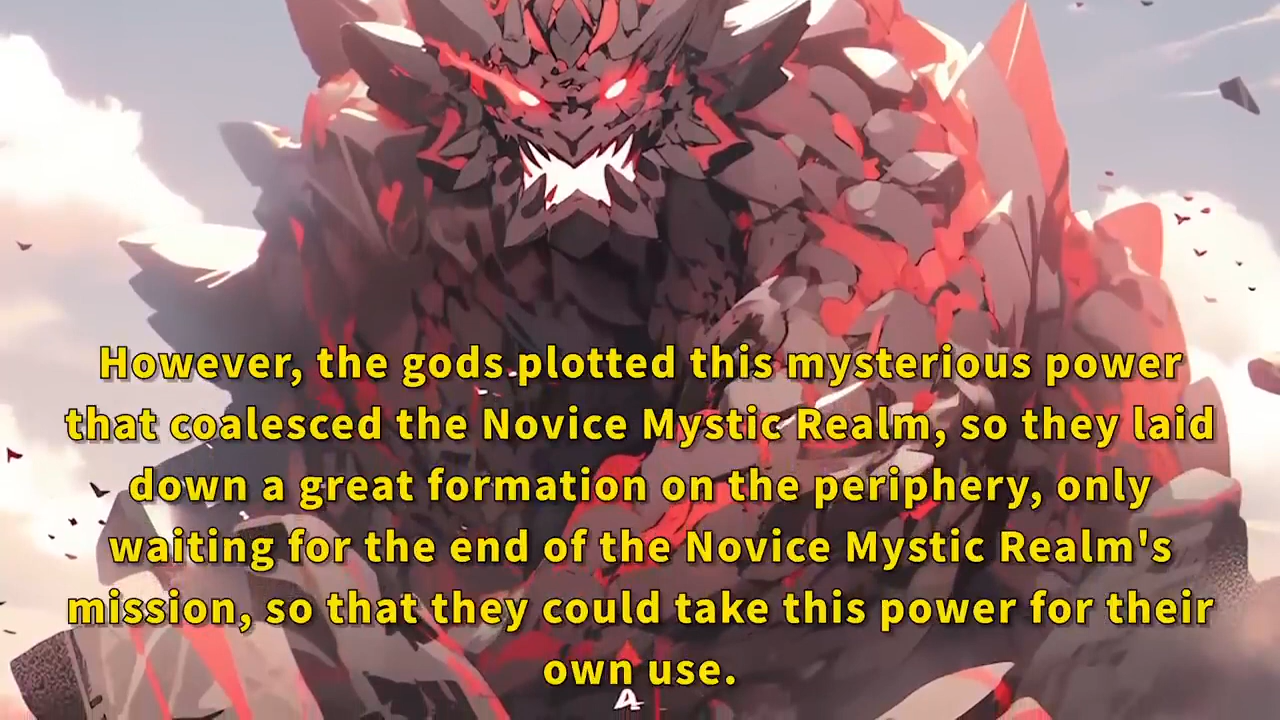 However, the gods plotted this mysterious power
that coalesced the Novice Mystic Realm, so they laid
down a great formation on the periphery, only
waiting for the end of the Novice Mystic Realm's
mission, so that they could take this power for their
own use.